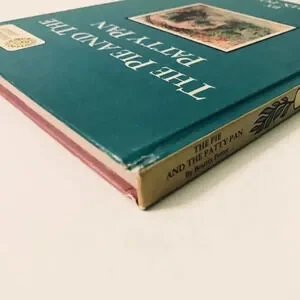 THE PIE AND THE
PATTY PAN
THE PIE
AND THE PATTY PAN
By Beatrix Potter